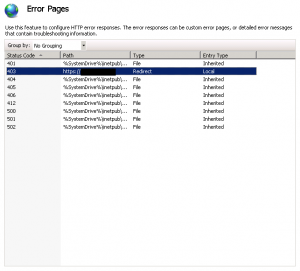 Error Pages
Use this feature to configure HTTP error responses. The error responses can be custom error pages, or detailed error messages
that contain troubleshooting information.
Group by: No Grouping
Status Code Path Type Entry Type
401 %SystemDrive%\inetpub\... File Inherited
403 https:// Redirect Local
404 %SystemDrive%\inetpub\... File Inherited
405 %SystemDrive%\inetpub\... File Inherited
406 %SystemDrive%\inetpub\... File Inherited
412 %SystemDrive%\inetpub\... File Inherited
500 %SystemDrive%\inetpub\... File Inherited
501 %SystemDrive%\inetpub\... File Inherited
502 %SystemDrive%\inetpub\... File Inherited